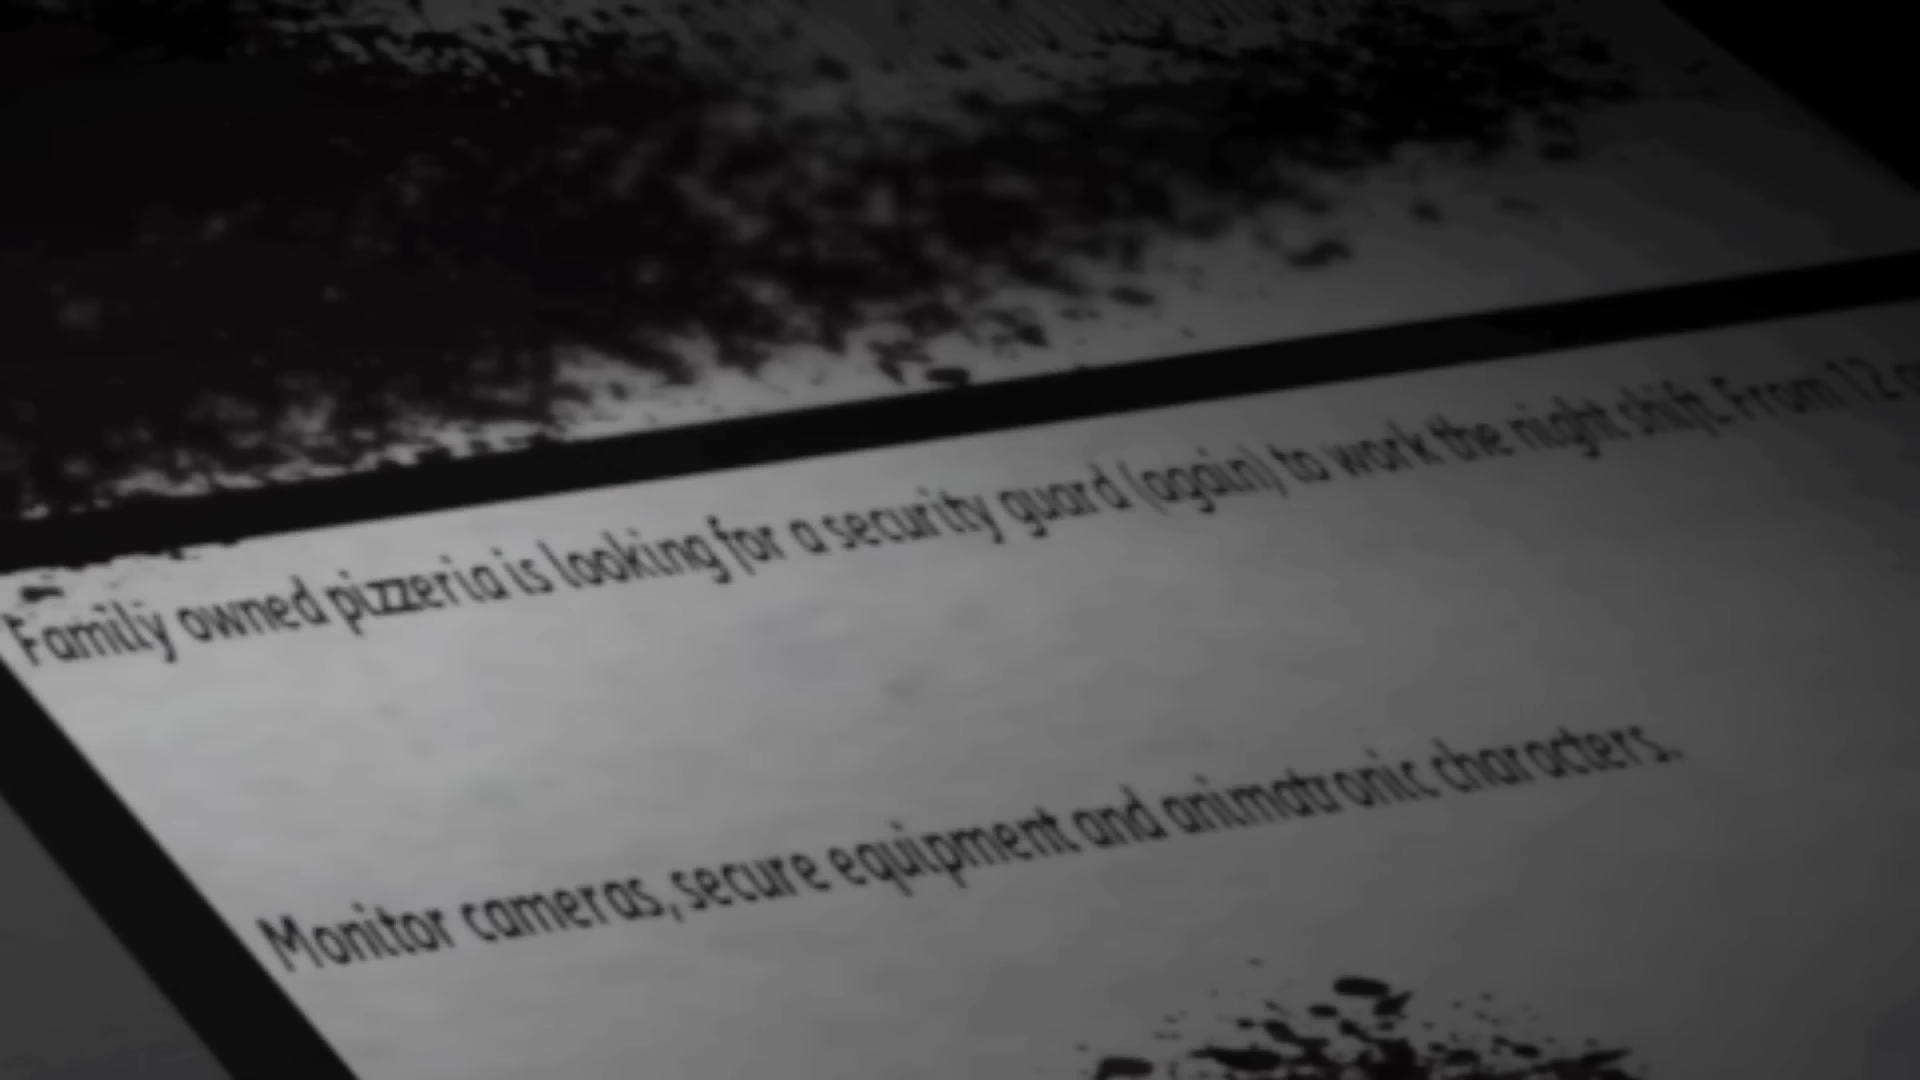 Family owned pizzeria is looking for a security guard (again) to work the night shift. From 12
Monitor cameras, secure equipment and animatronic characters.